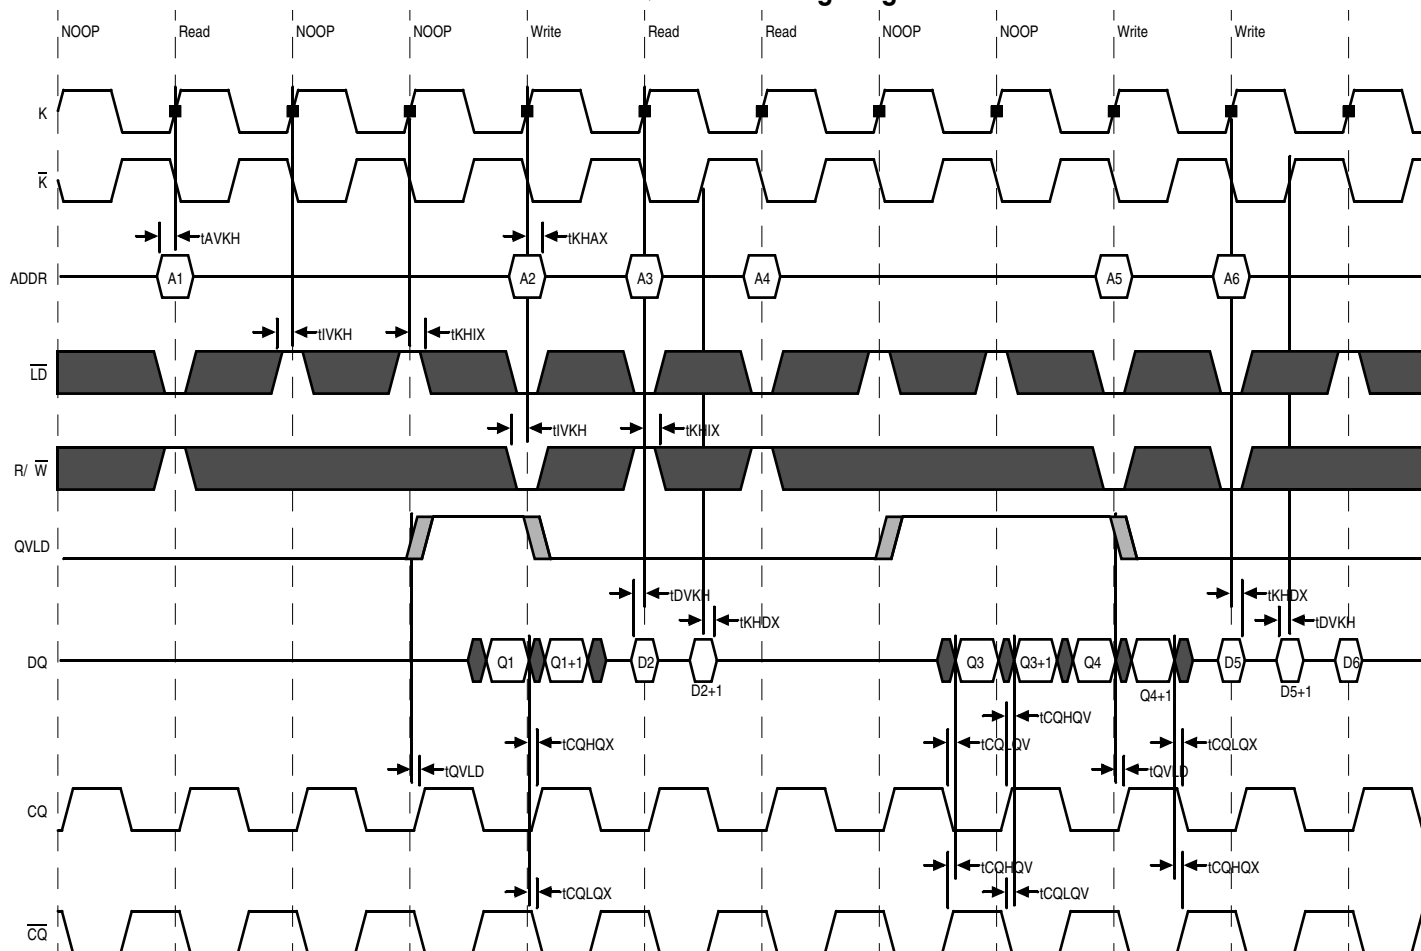 NOOP Read NOOP NOOP Write Read Read NOOP NOOP Write Write
K
K
tAVKH tKHAX
ADDR A1 A2 A3 A4 A5 A6
tIVKH tKHIX
LD
tIVKH tKHIX
R/ W
QVLD
tDVKH tKHDX
tKHDX tDVKH
DQ Q1 Q1+1 D2 Q3 Q3+1 Q4 D5 D6
D2+1 Q4+1 D5+1
tCQHQV
tCQHQX tCQLQV tCQLQX
tQVLD tQVLD
CQ
tCQHQV tCQHQX
tCQLQX tCQLQV
CQ